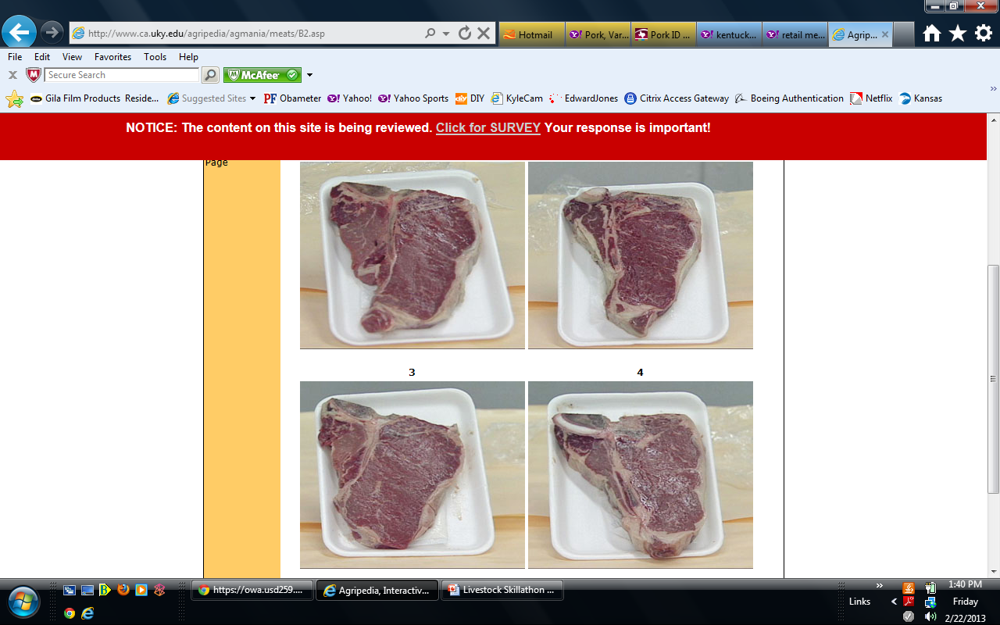 http://www.ca.uky.edu/agripedia/agmania/meats/B2.asp
Hotmail
Pork, Var...
Pork ID ...
kentuck...
retail me...
Agrip...
File Edit View Favorites Tools Help
Secure Search
McAfee
Gila Film Products Reside...
Suggested Sites
Obameter
Yahoo!
Yahoo Sports
DIY
KyleCam
EdwardJones
Citrix Access Gateway
Boeing Authentication
Netflix
Kansas
NOTICE: The content on this site is being reviewed. Click for SURVEY Your response is important!
Page
3
4
https://owa.usd259....
Agripedia, Interactiv...
Livestock Skillathon ...
Links
1:40 PM
Friday
2/22/2013